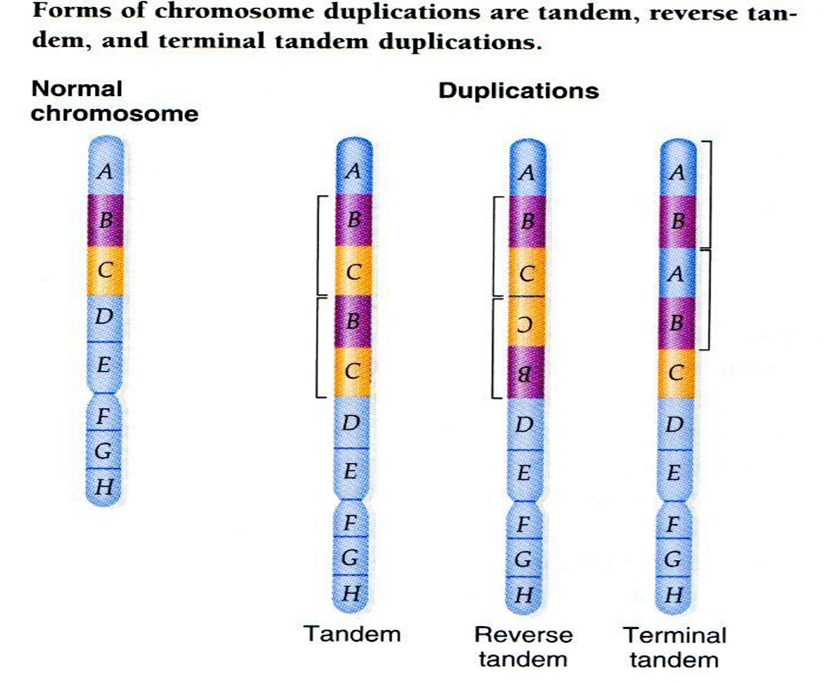 Forms of chromosome duplications are tandem, reverse tan-
dem, and terminal tandem duplications.
Normal
chromosome
Duplications
A
B
C
D
E
F
G
H
A
B
C
B
C
D
E
F
G
H
Tandem
A
B
C
C
B
D
E
F
G
H
Reverse
tandem
A
B
A
B
C
D
E
F
G
H
Terminal
tandem